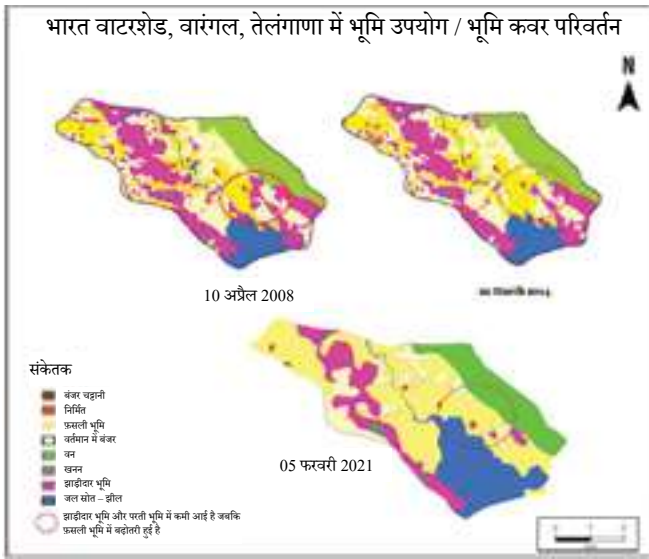 भारत वाटरशेड, वारंगल, तेलंगाणा में भूमि उपयोग / भूमि कवर परिवर्तन
N
10 अप्रैल 2008
05 फरवरी 2021
संकेतक
बंजर चट्टानी
निर्मित
फ़सली भूमि
वर्तमान में बंजर
वन
खनन
झाड़ीदार भूमि
जल स्रोत – झील
झाड़ीदार भूमि और परती भूमि में कमी आई है जबकि
फ़सली भूमि में बढ़ोतरी हुई है